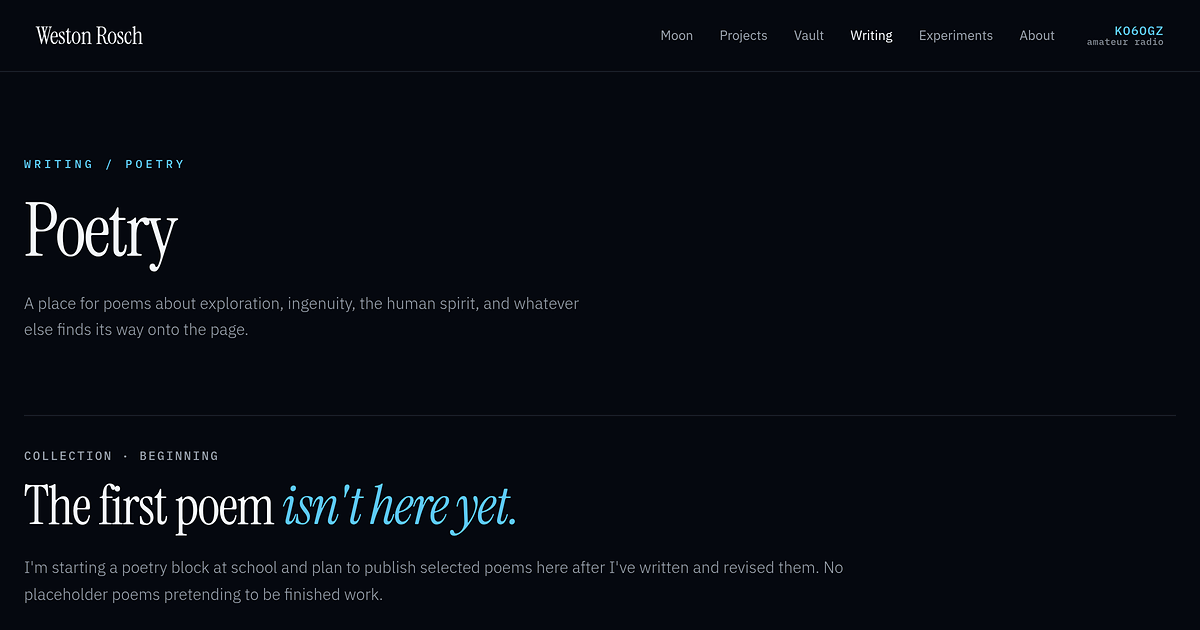 Weston Rosch
Moon Projects Vault Writing Experiments About
KO6OGZ
amateur radio
WRITING / POETRY
Poetry
A place for poems about exploration, ingenuity, the human spirit, and whatever
else finds its way onto the page.
COLLECTION · BEGINNING
The first poem isn't here yet.
I'm starting a poetry block at school and plan to publish selected poems here after I've written and revised them. No
placeholder poems pretending to be finished work.